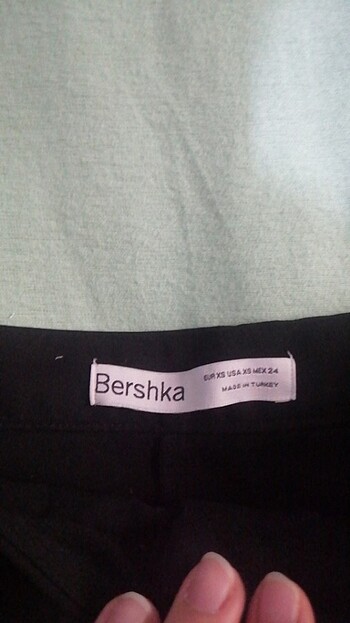 Bershka
EUR XS USA XS MEX 24
MADE IN TURKEY